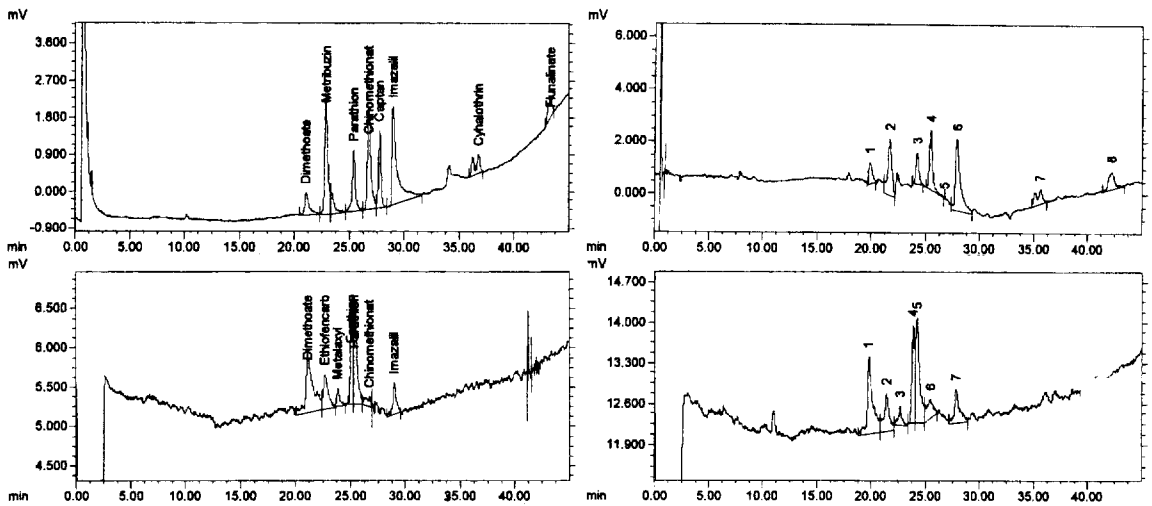 mV
3.600
2.700
1.800
0.900
0.000
-0.900
min
0.00 5.00 10.00 15.00 20.00 25.00 30.00 35.00 40.00
Dimethoate
Metribuzin
Parathion
Chinomethionat
Captan
Imazalil
Cyhalothrin
mV
6.000
4.000
2.000
0.000
min
0.00 5.00 10.00 15.00 20.00 25.00 30.00 35.00 40.00
1
2
3
4
5
6
7
8
mV
6.500
6.000
5.500
5.000
4.500
min
0.00 5.00 10.00 15.00 20.00 25.00 30.00 35.00 40.00
Dimethoate
Ethiofencarb
Metalaxyl
Chinomethionat
Imazalil
mV
14.700
14.000
13.300
12.600
11.900
min
0.00 5.00 10.00 15.00 20.00 25.00 30.00 35.00 40.00
1
2
3
4
5
6
7